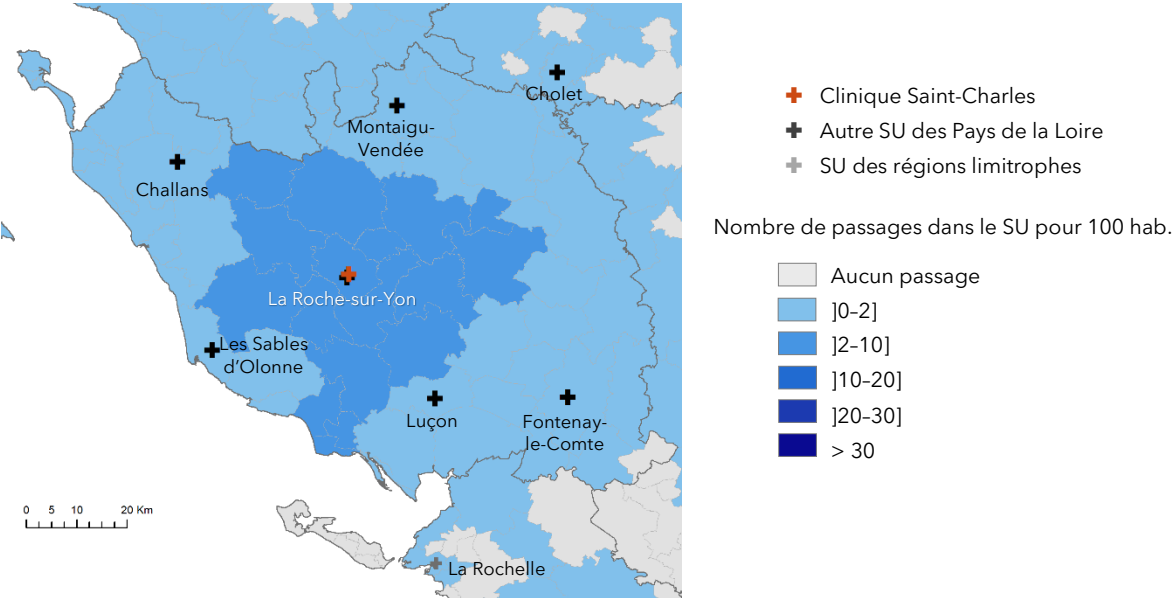 Cholet
Montaigu-
Vendée
Challans
La Roche-sur-Yon
Les Sables
d'Olonne
Luçon
Fontenay-
le-Comte
0 5 10 20 Km
La Rochelle
Clinique Saint-Charles
Autre SU des Pays de la Loire
SU des régions limitrophes
Nombre de passages dans le SU pour 100 hab.
Aucun passage
]0–2]
]2–10]
]10–20]
]20–30]
> 30